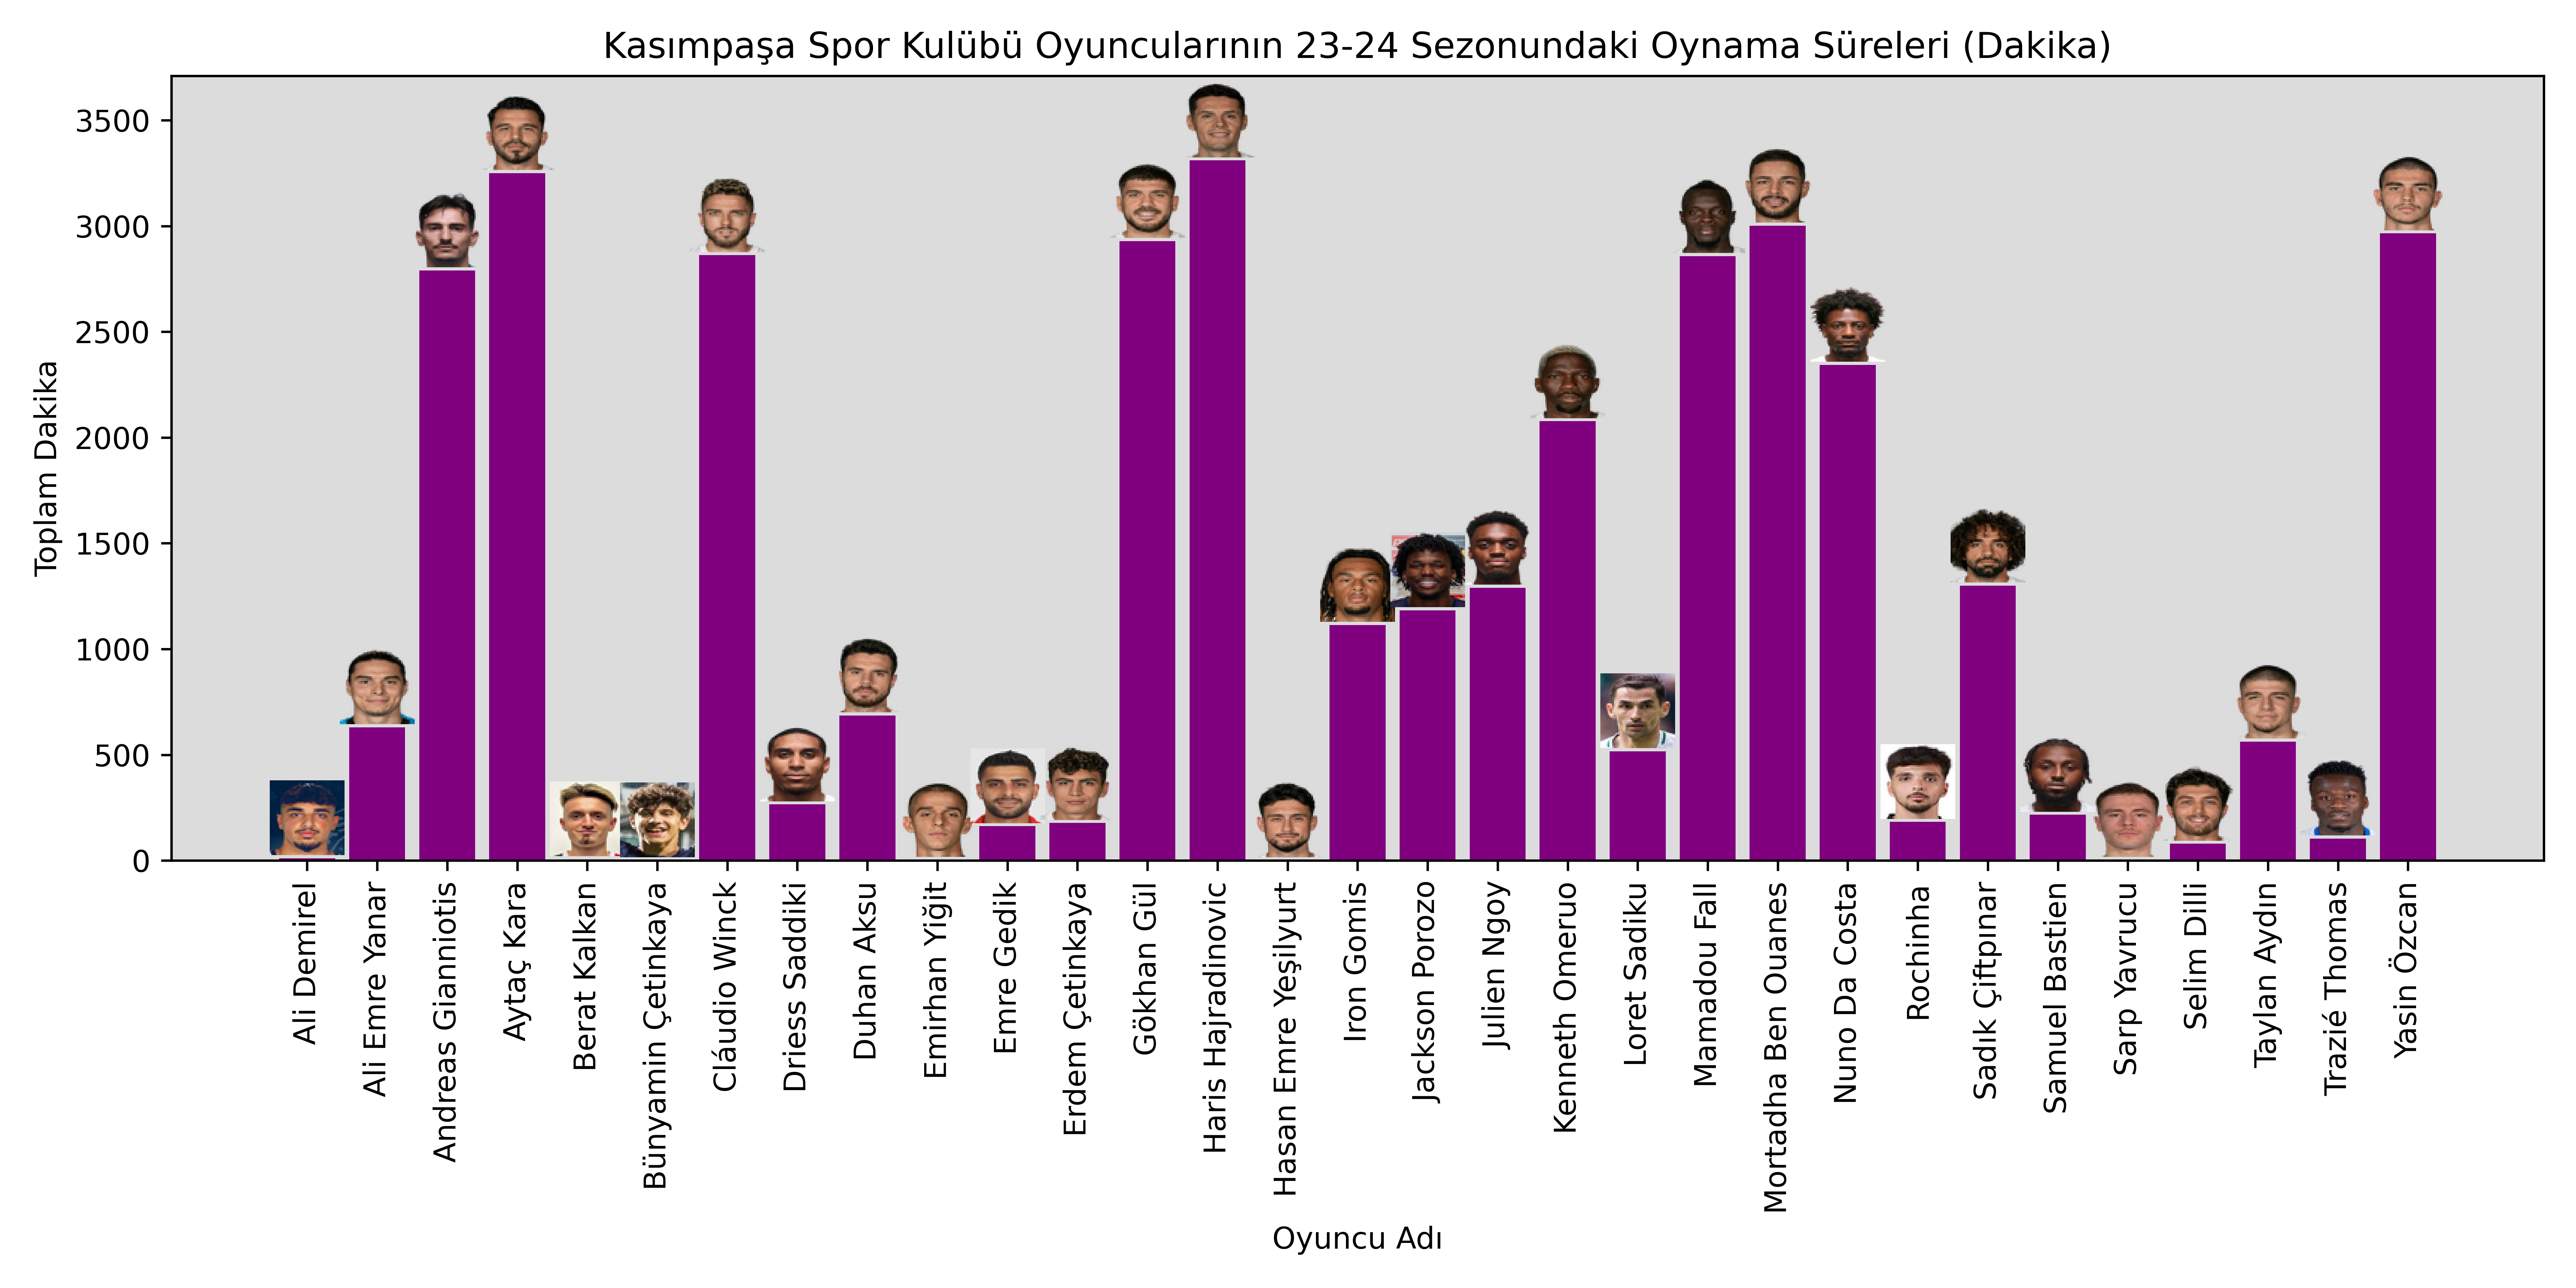 Kasımpaşa Spor Kulübü Oyuncularının 23-24 Sezonundaki Oynama Süreleri (Dakika)
Toplam Dakika
3500
3000
2500
2000
1500
1000
500
0
Ali Demirel
Ali Emre Yanar
Andreas Gianniotis
Aytaç Kara
Berat Kalkan
Bünyamin Çetinkaya
Cláudio Winck
Driess Saddiki
Duhan Aksu
Emirhan Yiğit
Emre Gedik
Erdem Çetinkaya
Gökhan Gül
Haris Hajradinovic
Hasan Emre Yeşilyurt
Iron Gomis
Jackson Porozo
Julien Ngoy
Kenneth Omeruo
Loret Sadiku
Mamadou Fall
Mortadha Ben Ouanes
Nuno Da Costa
Rochinha
Sadık Çiftpınar
Samuel Bastien
Sarp Yavrucu
Selim Dilli
Taylan Aydın
Trazié Thomas
Yasin Özcan
Oyuncu Adı